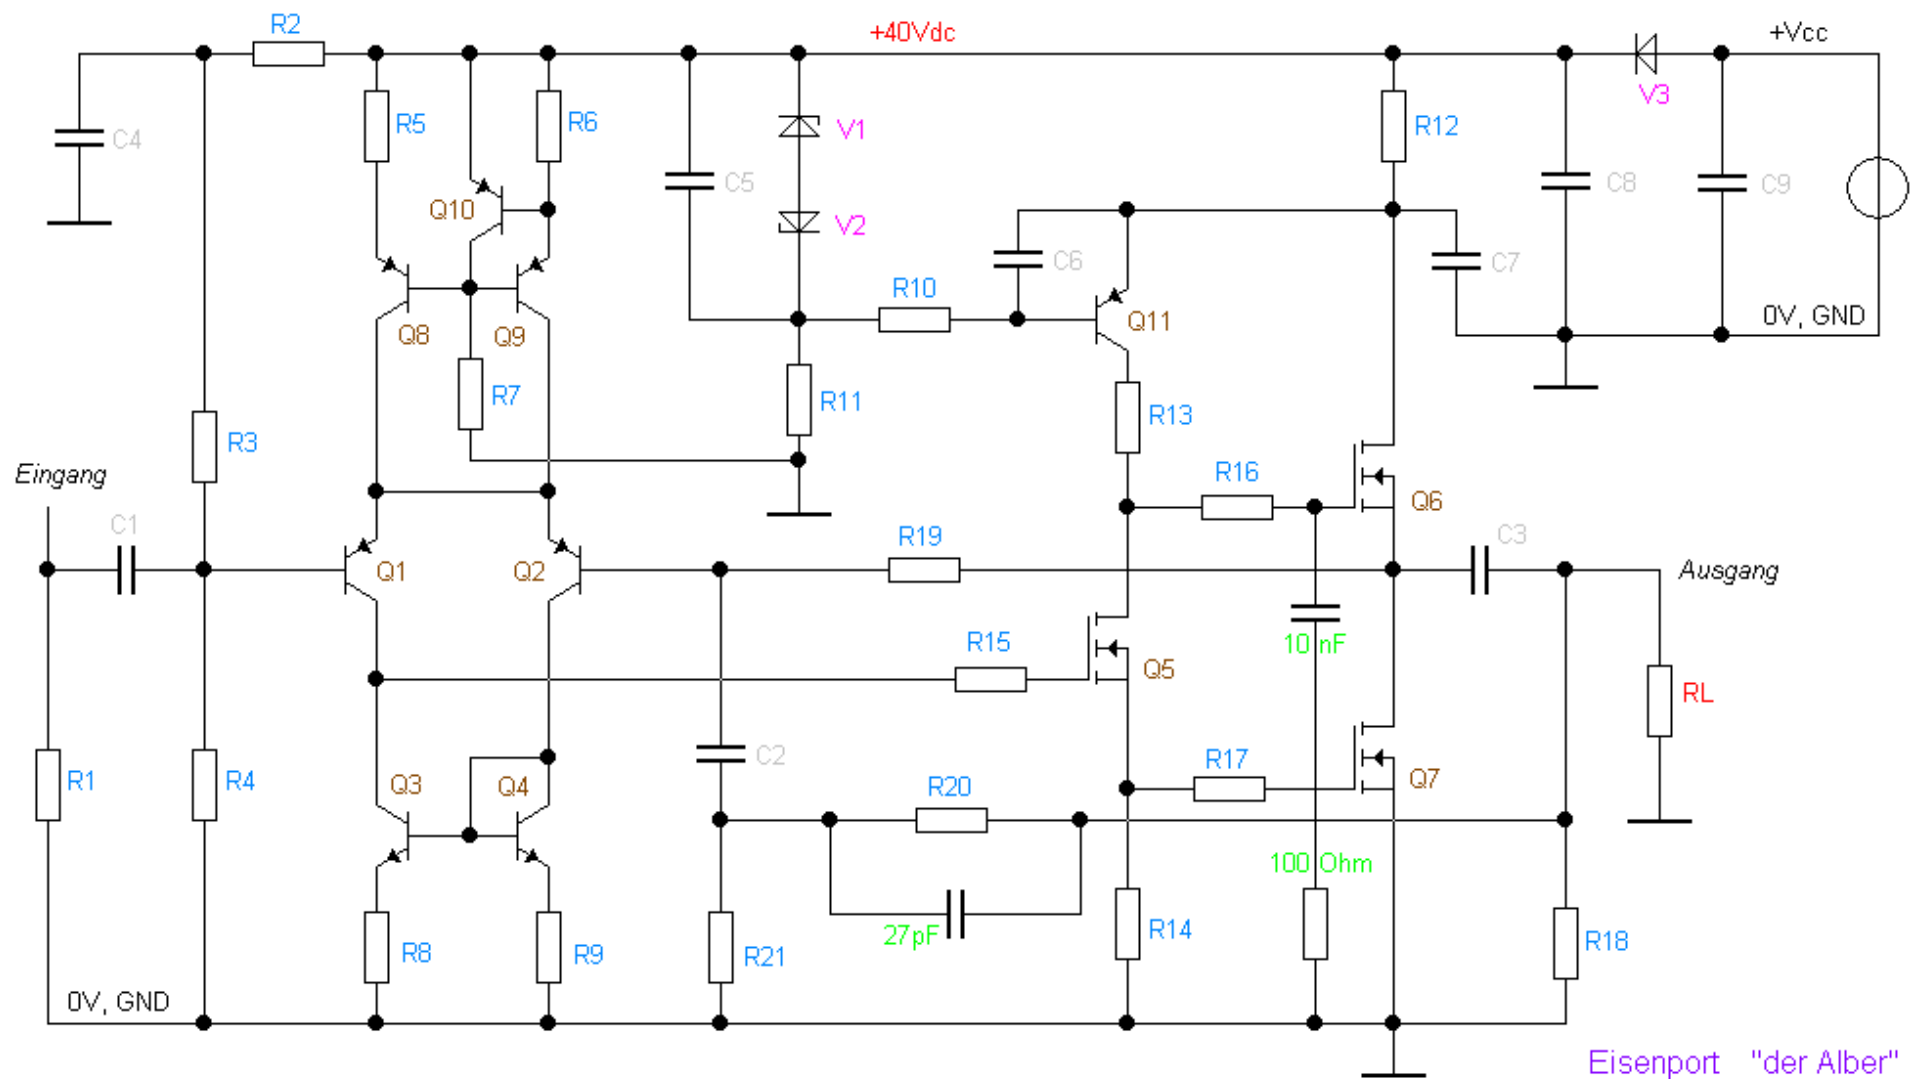 R2
+40Vdc
+Vcc
V3
C4
R5
R6
V1
R12
C5
C8
C9
Q10
V2
C6
C7
R10
Q11
0V, GND
Q8
Q9
R7
R11
R13
R3
Eingang
R16
Q6
C1
R19
C3
Q1
Q2
Ausgang
R15
10 nF
Q5
RL
R1
R4
Q3
Q4
C2
R20
R17
Q7
100 Ohm
27pF
R8
R9
R21
R14
R18
0V, GND
Eisenport "der Alber"